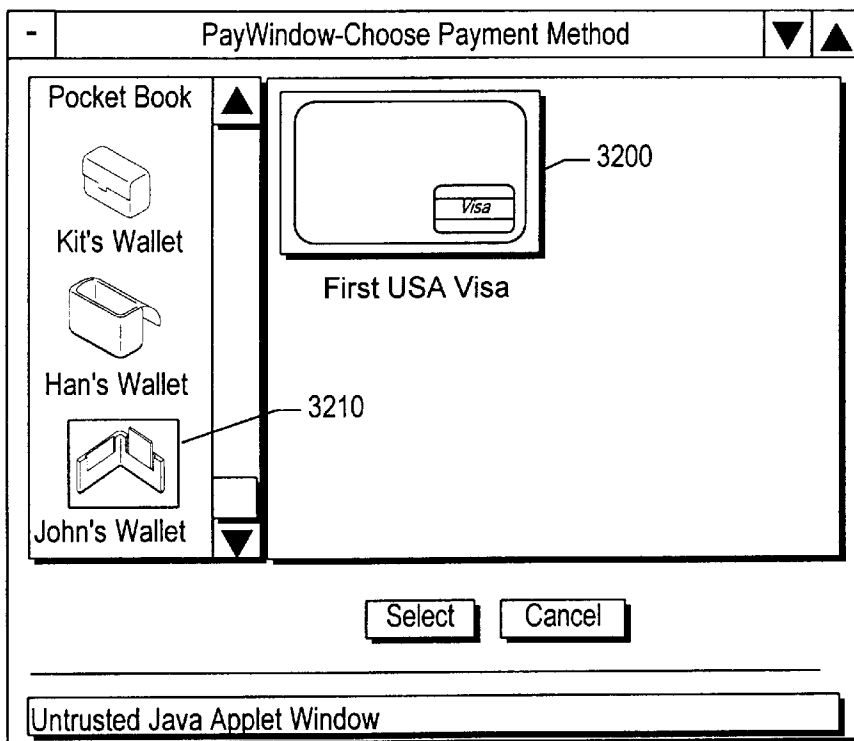 PayWindow-Choose Payment Method
Pocket Book
Kit's Wallet
Han's Wallet
3210
John's Wallet
Visa
3200
First USA Visa
Select
Cancel
Untrusted Java Applet Window